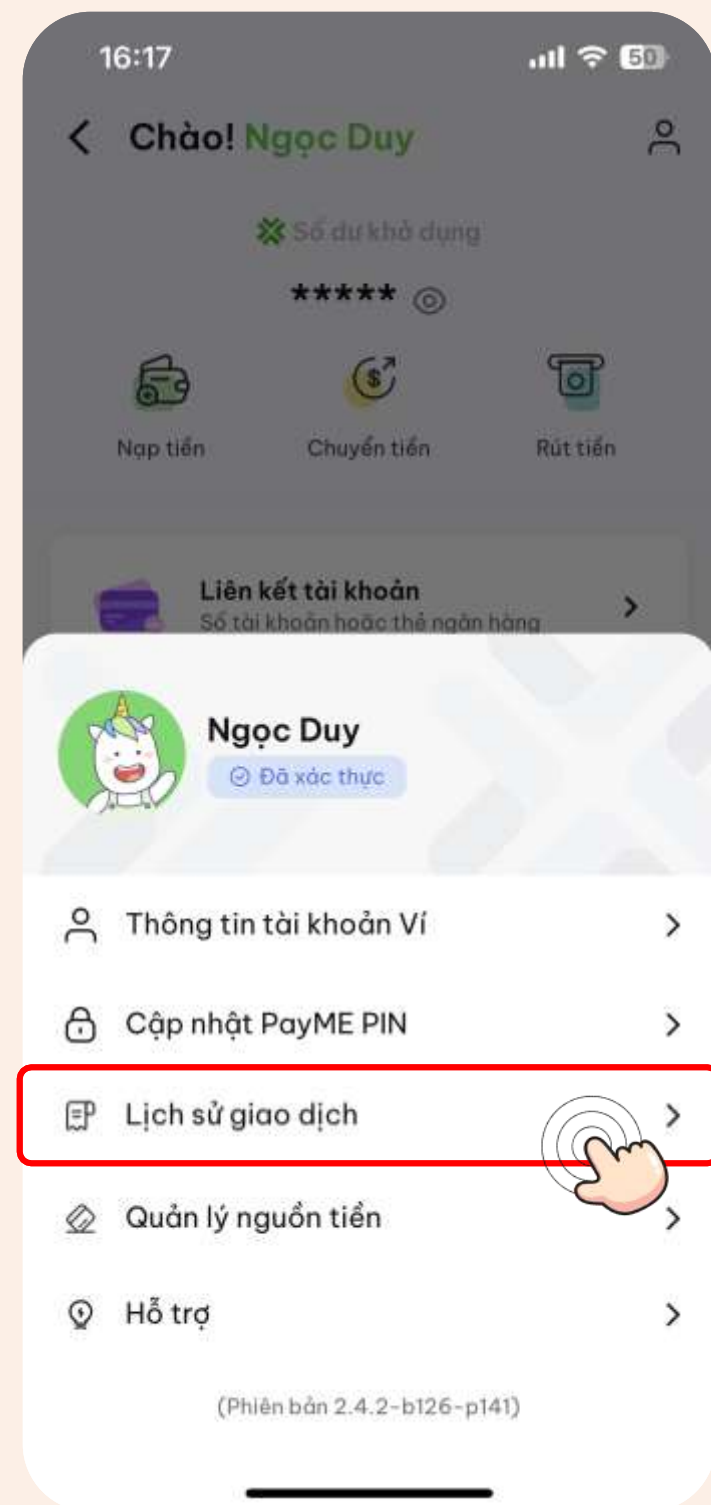 16:17
50
Chào! Ngọc Duy
Số dư khả dụng
*****
Nạp tiền
Chuyển tiền
Rút tiền
Liên kết tài khoản
Số tài khoản hoặc thẻ ngân hàng
Ngọc Duy
Đã xác thực
Thông tin tài khoản Ví
Cập nhật PayME PIN
Lịch sử giao dịch
Quản lý nguồn tiền
Hỗ trợ
(Phiên bản 2.4.2-b126-p141)